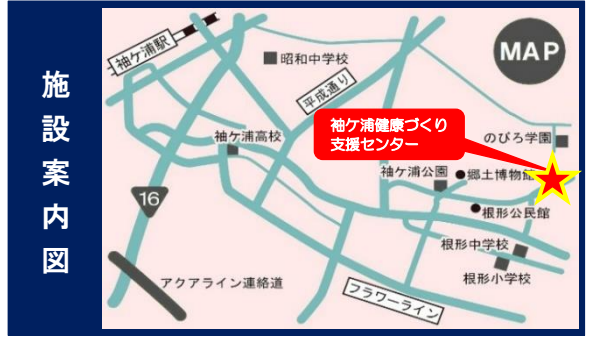 施設案内図
MAP
袖ケ浦駅
昭和中学校
平成通り
袖ケ浦健康づくり
支援センター
のびろ学園
袖ケ浦高校
袖ケ浦公園
郷土博物館
16
根形公民館
根形中学校
根形小学校
アクアライン連絡道
フラワーライン